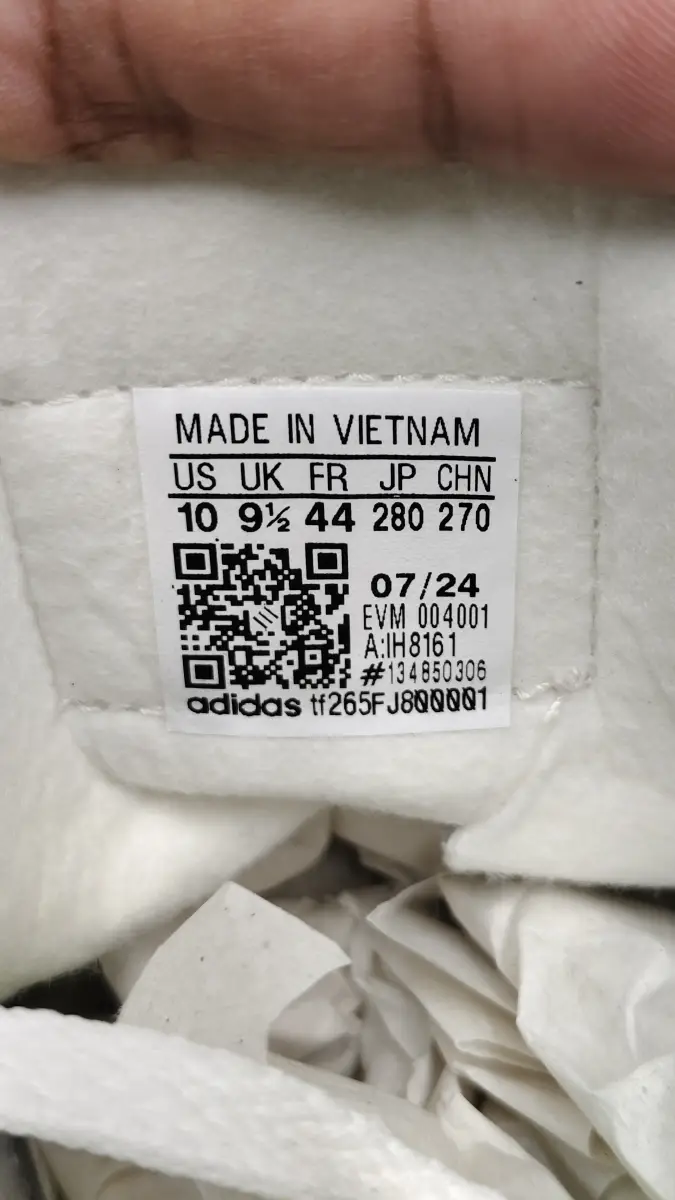 MADE IN VIETNAM
US UK FR JP CHN
10 9½ 44 280 270
07/24
EVM 004001
A:IH8161
#134850306
adidas tf265FJ800001